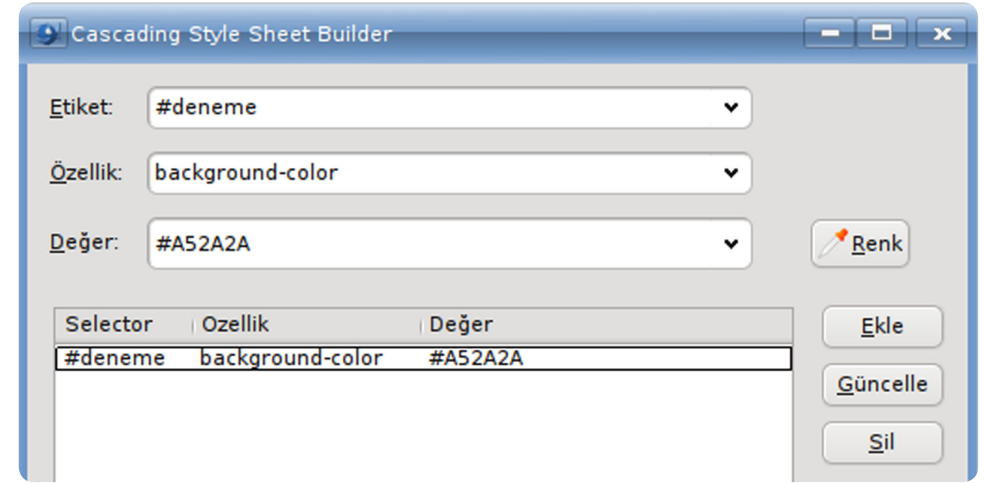 Cascading Style Sheet Builder
Etiket: #deneme
Özellik: background-color
Değer: #A52A2A
Renk
Selector Ozellik Değer
Ekle
#deneme background-color #A52A2A
Güncelle
Sil